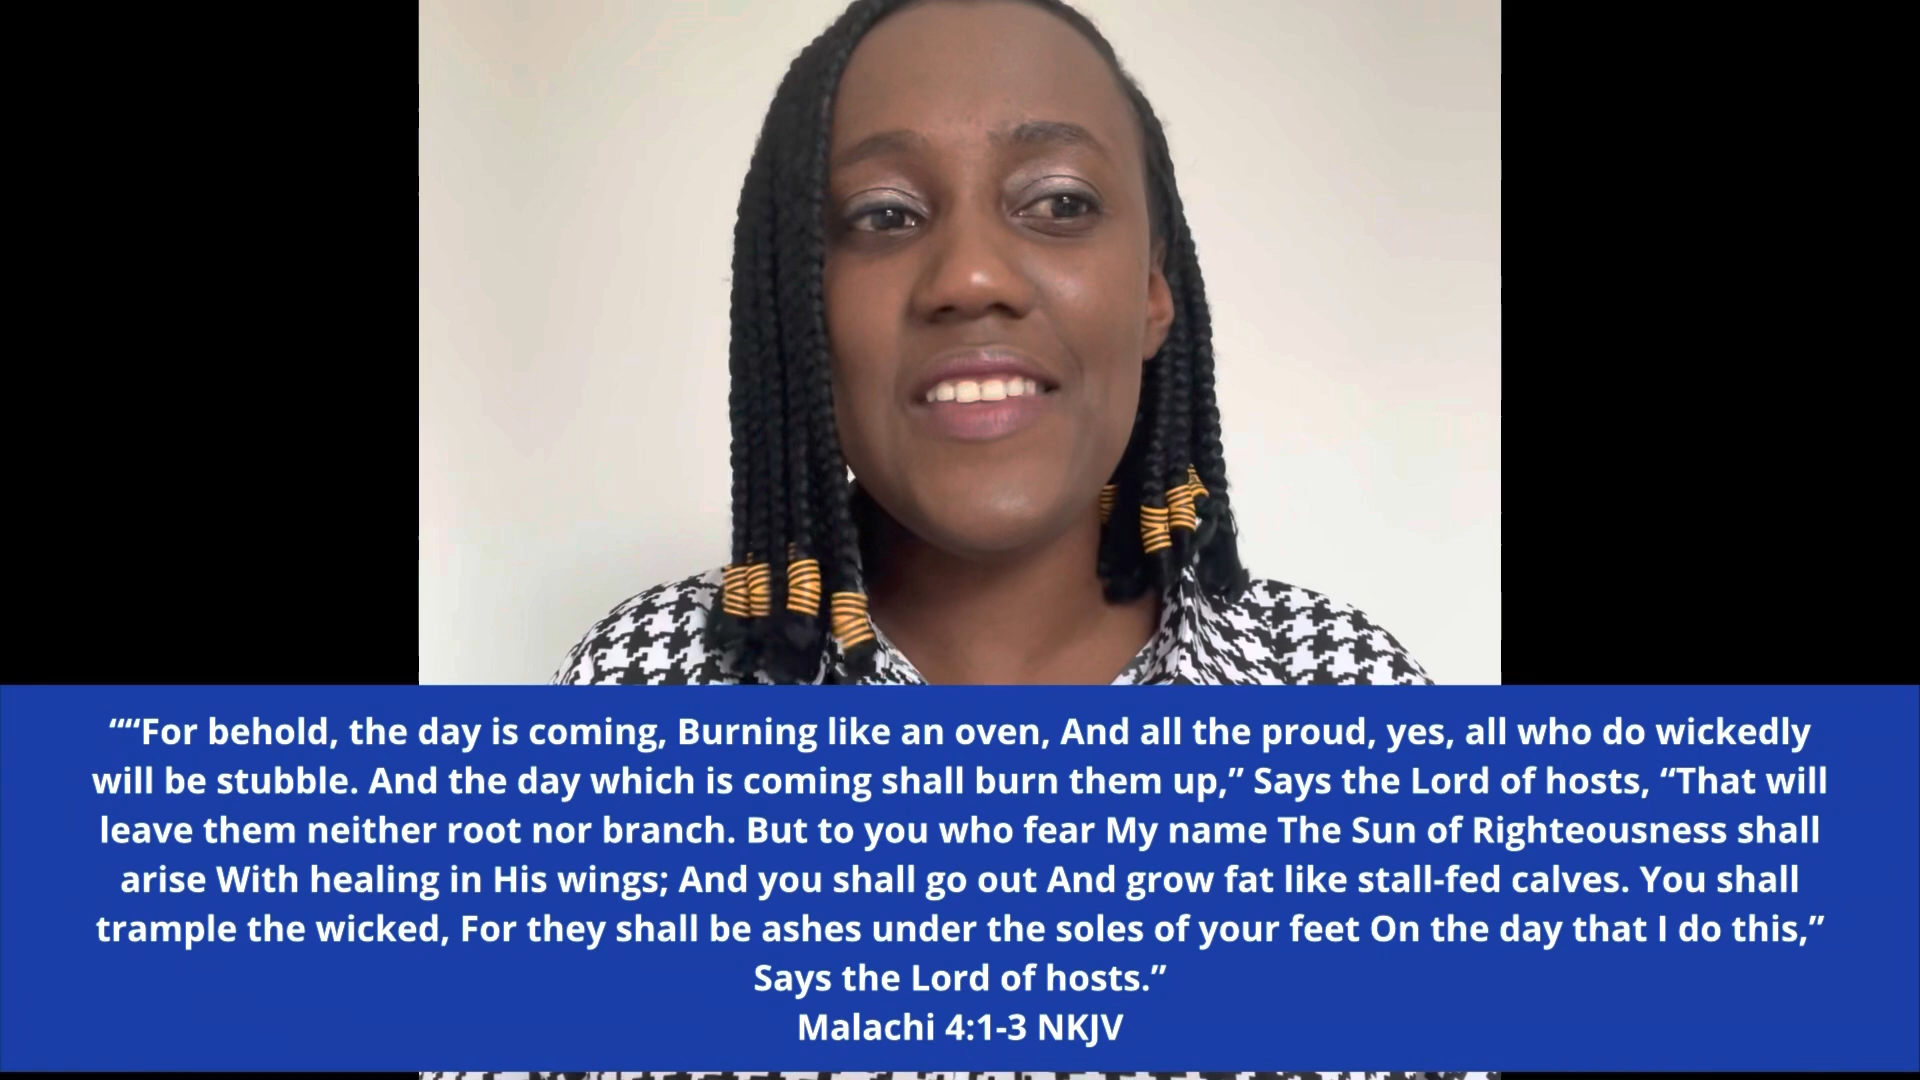 ““‘For behold, the day is coming, Burning like an oven, And all the proud, yes, all who do wickedly
will be stubble. And the day which is coming shall burn them up,” Says the Lord of hosts, “That will
leave them neither root nor branch. But to you who fear My name The Sun of Righteousness shall
arise With healing in His wings; And you shall go out And grow fat like stall-fed calves. You shall
trample the wicked, For they shall be ashes under the soles of your feet On the day that I do this,”
Says the Lord of hosts.”
Malachi 4:1-3 NKJV